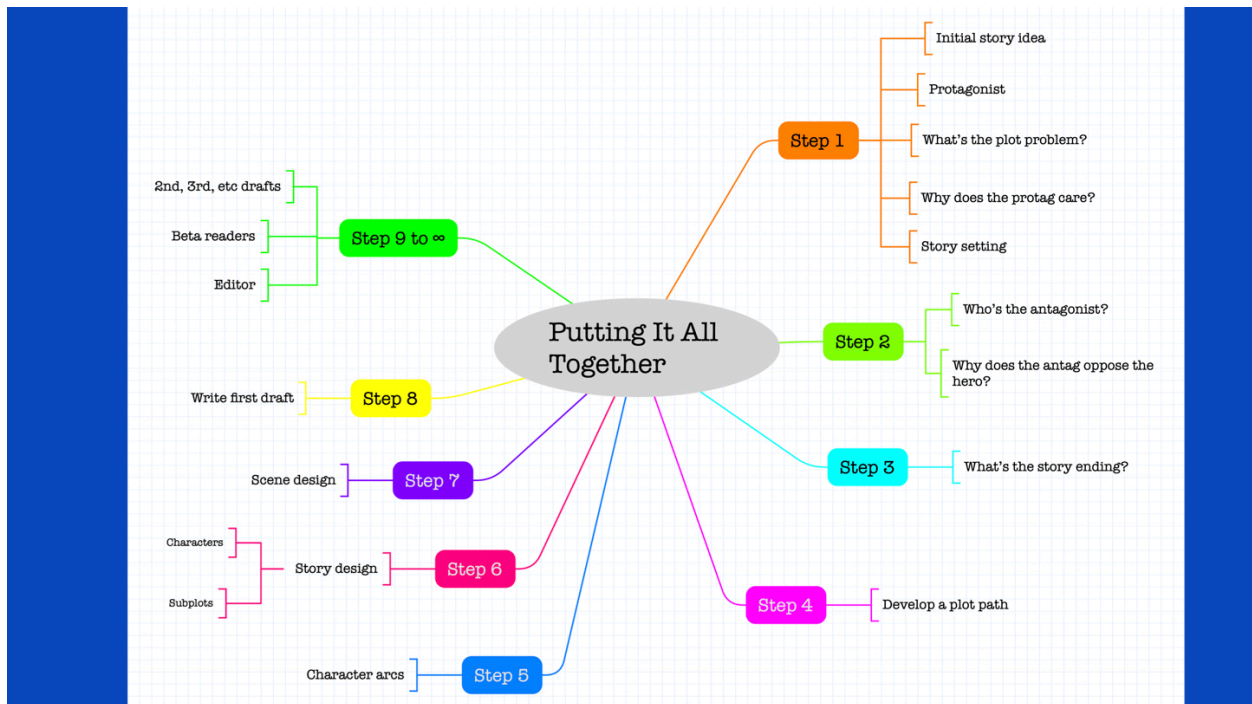 Putting It All
Together
Step 1
Initial story idea
Protagonist
What's the plot problem?
Why does the protag care?
Story setting
Step 2
Who's the antagonist?
Why does the antag oppose the
hero?
Step 3
What's the story ending?
Step 4
Develop a plot path
Step 5
Character arcs
Step 6
Story design
Characters
Subplots
Step 7
Scene design
Step 8
Write first draft
Step 9 to ∞
2nd, 3rd, etc drafts
Beta readers
Editor